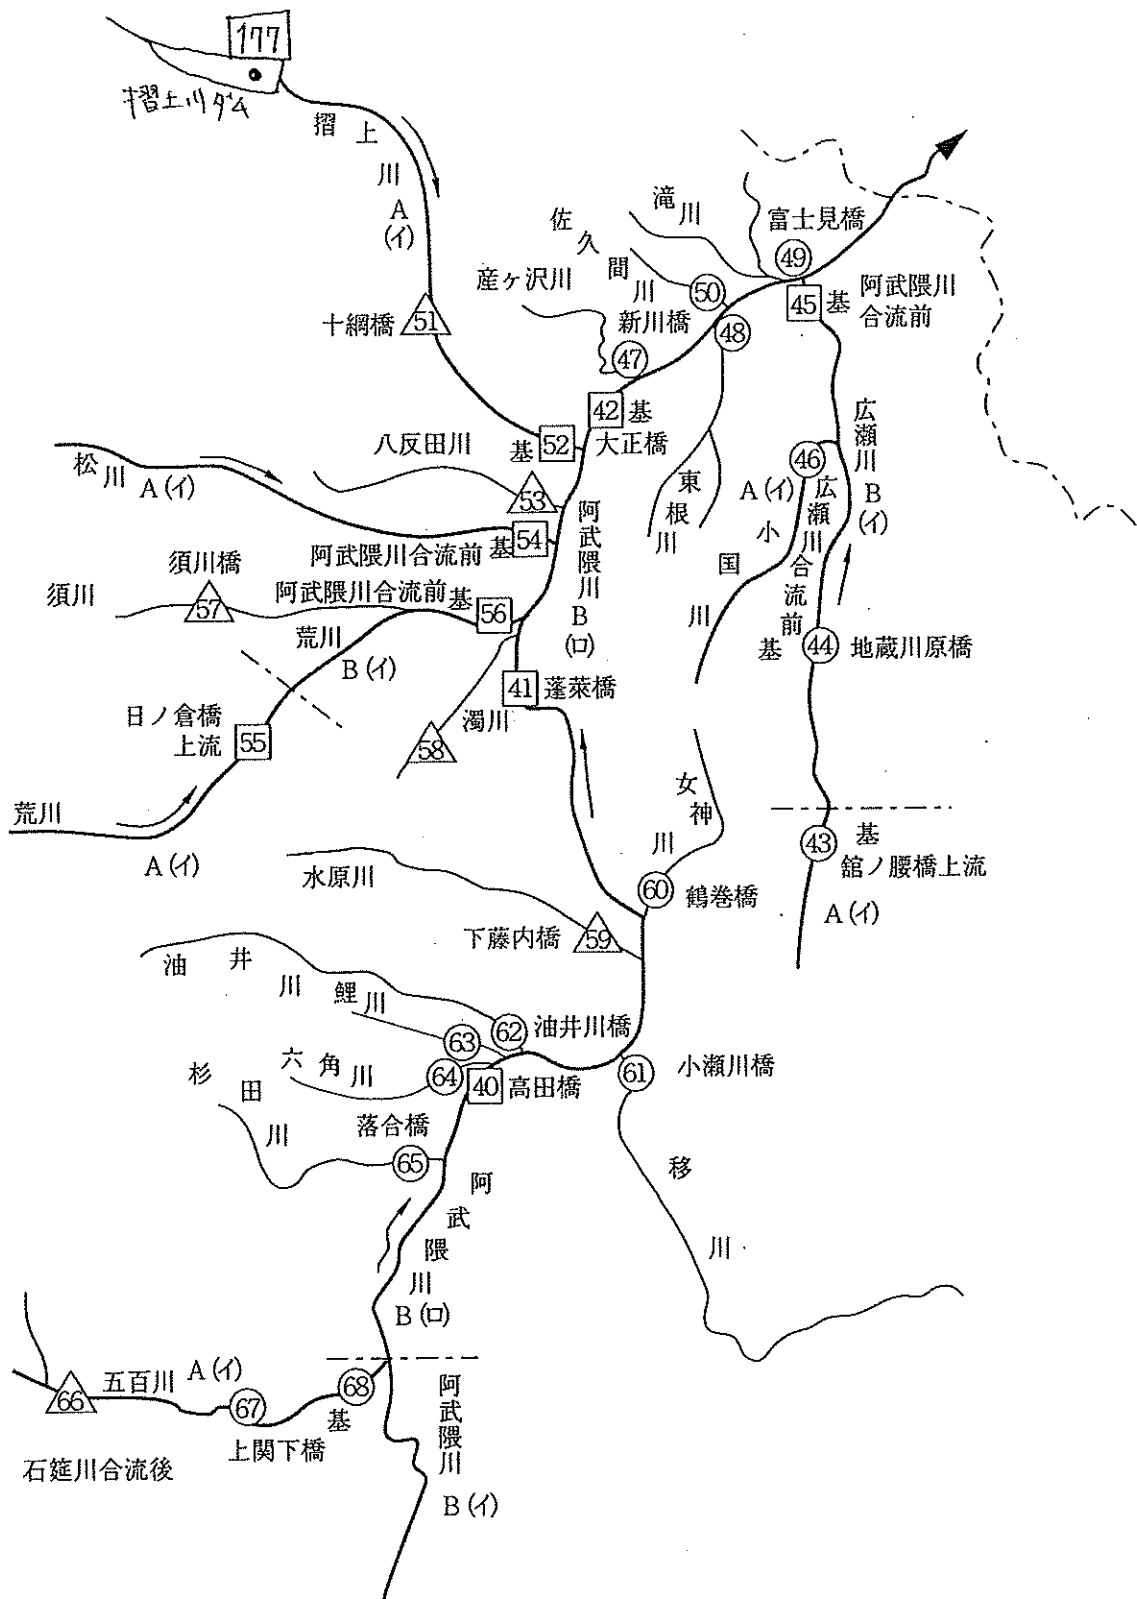 177
摺上川ダム
摺上川
A
(イ)
滝川
佐久間川
富士見橋
49
産ヶ沢川
50
45
基
阿武隈川
合流前
新川橋
48
十綱橋
51
47
42
基
大正橋
広瀬川
B
(イ)
八反田川
基
52
46
松川
A(イ)
53
東根川
A(イ)
小国川
広瀬川合流前
基
阿武隈川
B
(ロ)
阿武隈川合流前
基
54
須川橋
須川
57
阿武隈川合流前
基
56
荒川
B(イ)
44
地蔵川原橋
41
蓬萊橋
日ノ倉橋
上流
55
濁川
58
荒川
A(イ)
女神川
基
43
舘ノ腰橋上流
A(イ)
水原川
60
鶴巻橋
下藤内橋
59
油井川
鯉川
62
油井川橋
63
六角川
64
40
高田橋
61
小瀬川橋
杉田川
落合橋
65
移川
阿武隈川
B(ロ)
五百川
A(イ)
66
67
68
基
上関下橋
石筵川合流後
阿武隈川
B(イ)